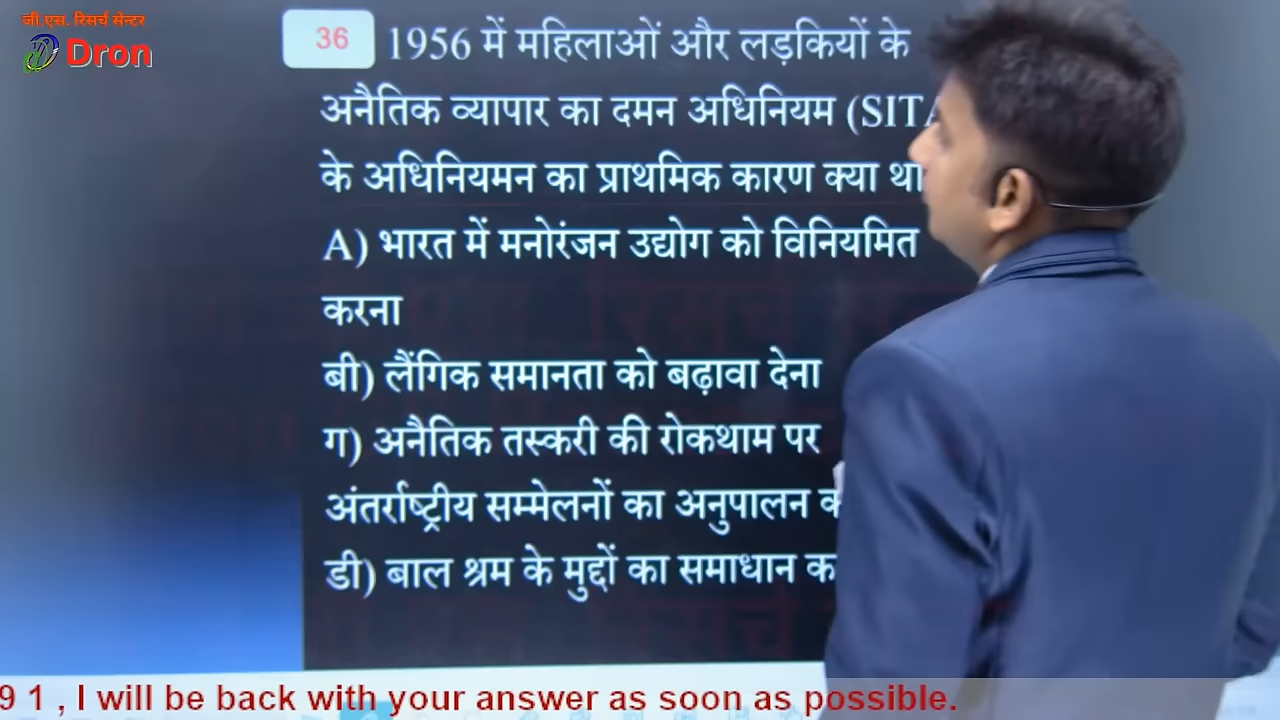 जी एस. रिसर्च सेन्टर
Dron
36
1956 में महिलाओं और लड़कियों के
अनैतिक व्यापार का दमन अधिनियम (SITA
के अधिनियमन का प्राथमिक कारण क्या था
A) भारत में मनोरंजन उद्योग को विनियमित
करना
बी) लैंगिक समानता को बढ़ावा देना
ग) अनैतिक तस्करी की रोकथाम पर
अंतर्राष्ट्रीय सम्मेलनों का अनुपालन
डी) बाल श्रम के मुद्दों का समाधान
9 1 , I will be back with your answer as soon as possible.